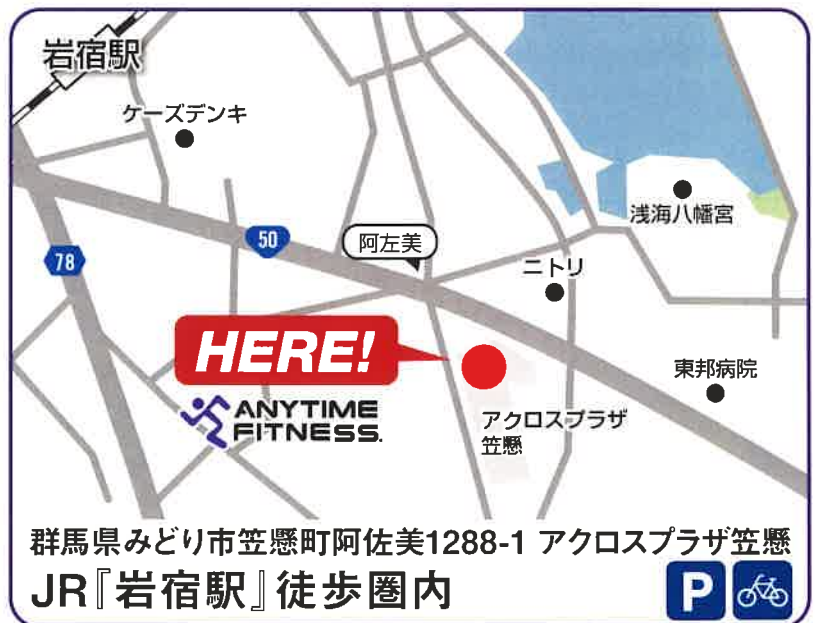 岩宿駅
ケーズデンキ
浅海八幡宮
50
阿左美
78
ニトリ
HERE!
東邦病院
ANYTIME
FITNESS.
アクロスプラザ
笠懸
群馬県みどり市笠懸町阿佐美1288-1 アクロスプラザ笠懸
JR『岩宿駅』徒歩圏内
P